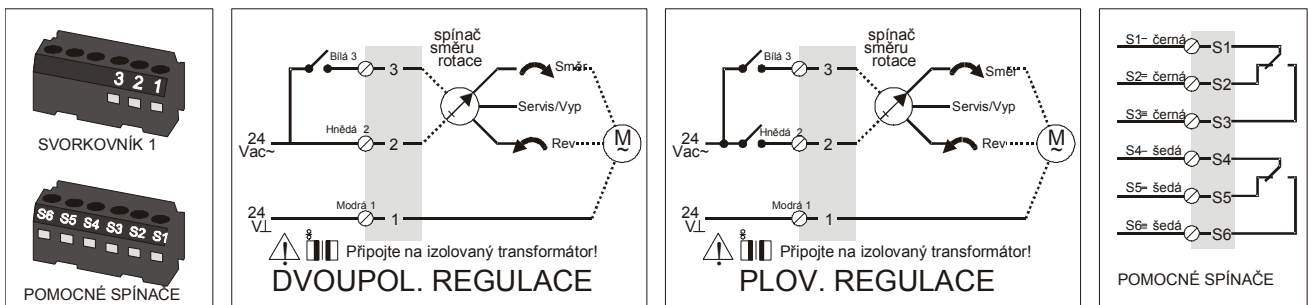 3 2 1
SVORKOVNÍK 1
S6 S5 S4 S3 S2 S1
POMOCNÉ SPÍNAČE
spínač
směru
rotace
Bílá 3
3
Směr
Servis/Vyp
Hnědá 2
24
Vac~
2
Rev
M
~
Modrá 1
24
V⊥
1
Připojte na izolovaný transformátor!
DVOUPOL. REGULACE
spínač
směru
rotace
Bílá 3
3
Směr
Servis/Vyp
Hnědá 2
24
Vac~
2
Rev
M
~
Modrá 1
24
V⊥
1
Připojte na izolovaný transformátor!
PLOV. REGULACE
S1– černá S1
S2= černá S2
S3= černá S3
S4– šedá S4
S5= šedá S5
S6= šedá S6
POMOCNÉ SPÍNAČE